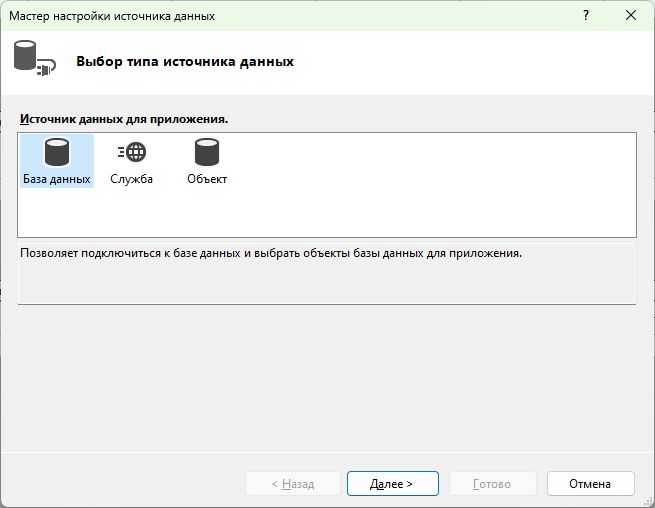 Мастер настройки источника данных
?
Выбор типа источника данных
Источник данных для приложения.
База данных
Служба
Объект
Позволяет подключиться к базе данных и выбрать объекты базы данных для приложения.
< Назад
Далее >
Готово
Отмена